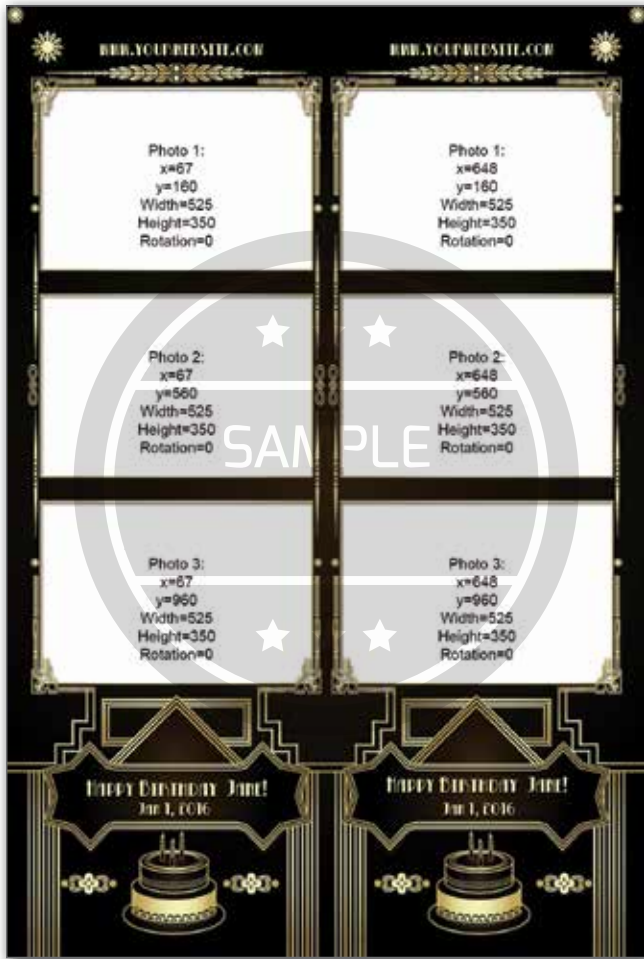 WWW.YOURWEBSITE.COM
WWW.YOURWEBSITE.COM
Photo 1:
x=67
y=160
Width=525
Height=350
Rotation=0
Photo 1:
x=648
y=160
Width=525
Height=350
Rotation=0
Photo 2:
x=67
y=560
Width=525
Height=350
Rotation=0
Photo 2:
x=648
y=560
Width=525
Height=350
Rotation=0
SAMPLE
Photo 3:
x=67
y=960
Width=525
Height=350
Rotation=0
Photo 3:
x=648
y=960
Width=525
Height=350
Rotation=0
Happy Birthday Jane!
Jan 1, 2016
Happy Birthday Jane!
Jan 1, 2016